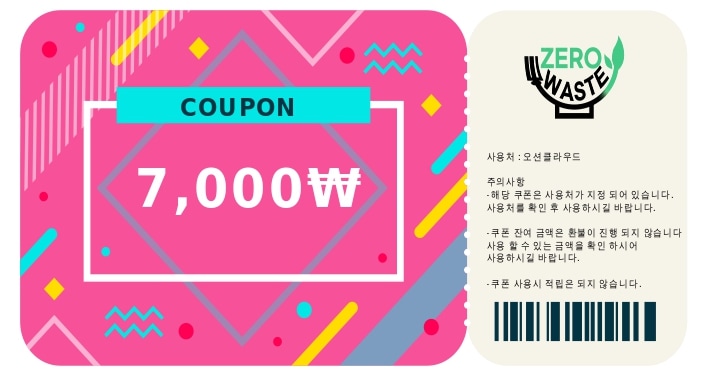 COUPON
7,000₩
ZERO
WASTE
사용처 : 오션클라우드
주의사항
· 해당 쿠폰은 사용처가 지정 되어 있습니다.
사용처를 확인 후 사용하시길 바랍니다.
· 쿠폰 잔여 금액은 환불이 진행 되지 않습니다
사용 할 수 있는 금액을 확인 하시어
사용하시길 바랍니다.
· 쿠폰 사용시 적립은 되지 않습니다.